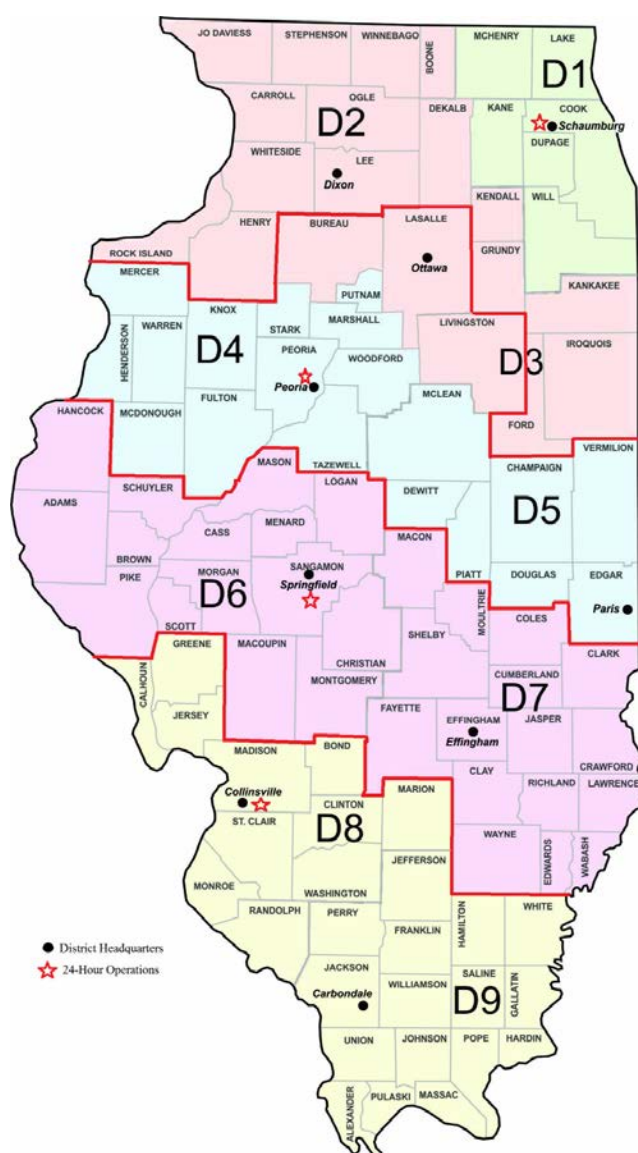 JO DAVIESS
STEPHENSON
WINNEBAGO
BOONE
MCHENRY
LAKE
D1
CARROLL
OGLE
D2
DEKALB
KANE
COOK
Schaumburg
DUPAGE
WHITESIDE
LEE
Dixon
KENDALL
WILL
ROCK ISLAND
HENRY
BUREAU
LASALLE
Ottawa
GRUNDY
KANKAKEE
MERCER
PUTNAM
KNOX
STARK
MARSHALL
LIVINGSTON
D3
IROQUOIS
HENDERSON
WARREN
D4
PEORIA
Peoria
WOODFORD
MCLEAN
FORD
HANCOCK
MCDONOUGH
FULTON
TAZEWELL
VERMILION
MASON
CHAMPAIGN
D5
ADAMS
SCHUYLER
LOGAN
DEWITT
CASS
MENARD
MACON
PIATT
BROWN
PIKE
MORGAN
D6
SANGAMON
Springfield
DOUGLAS
EDGAR
Paris
SCOTT
MOULTRIE
COLES
GREENE
MACOUPIN
CHRISTIAN
SHELBY
CUMBERLAND
CLARK
D7
CALHOUN
JERSEY
MONTGOMERY
FAYETTE
EFFINGHAM
Effingham
JASPER
CRAWFORD
MADISON
BOND
CLAY
RICHLAND
LAWRENCE
Collinsville
ST. CLAIR
CLINTON
D8
MARION
WAYNE
EDWARDS
WABASH
MONROE
WASHINGTON
JEFFERSON
RANDOLPH
PERRY
HAMILTON
WHITE
FRANKLIN
District Headquarters
24-Hour Operations
JACKSON
Carbondale
WILLIAMSON
SALINE
D9
GALLATIN
UNION
JOHNSON
POPE
HARDIN
ALEXANDER
PULASKI
MASSAC